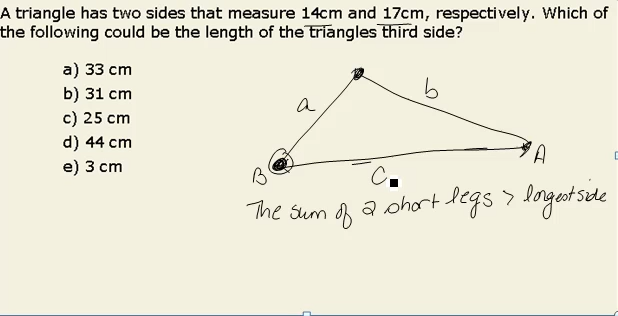 A triangle has two sides that measure 14cm and 17cm, respectively. Which of
the following could be the length of the triangles third side?
a) 33 cm
b) 31 cm
c) 25 cm
d) 44 cm
e) 3 cm
a
b
B
A
C
The sum of 2 short legs > longest side